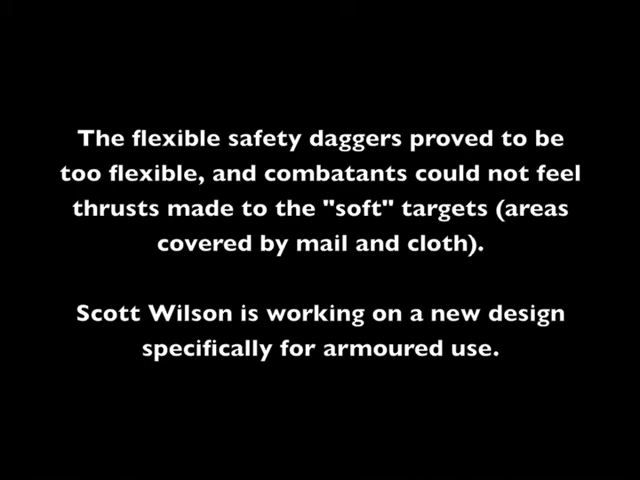 The flexible safety daggers proved to be
too flexible, and combatants could not feel
thrusts made to the "soft" targets (areas
covered by mail and cloth).
Scott Wilson is working on a new design
specifically for armoured use.